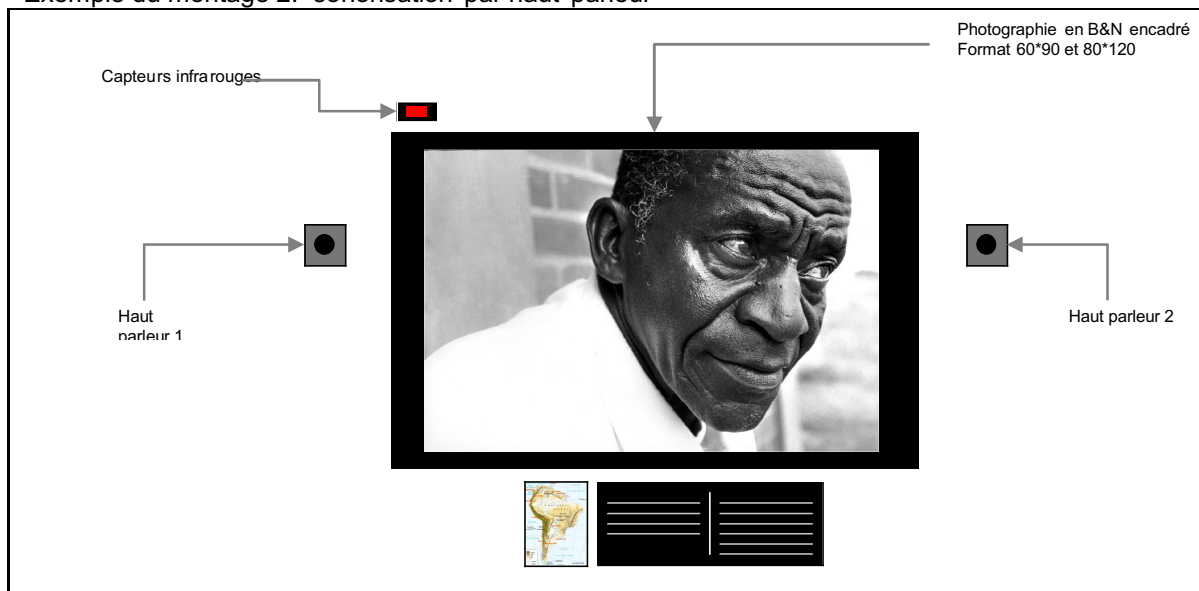 Exemple du montage 2: sonorisation par haut-parleur
Photographie en B&N encadré
Format 60*90 et 80*120
Capteurs infrarouges
Haut
parleur 1
Haut parleur 2